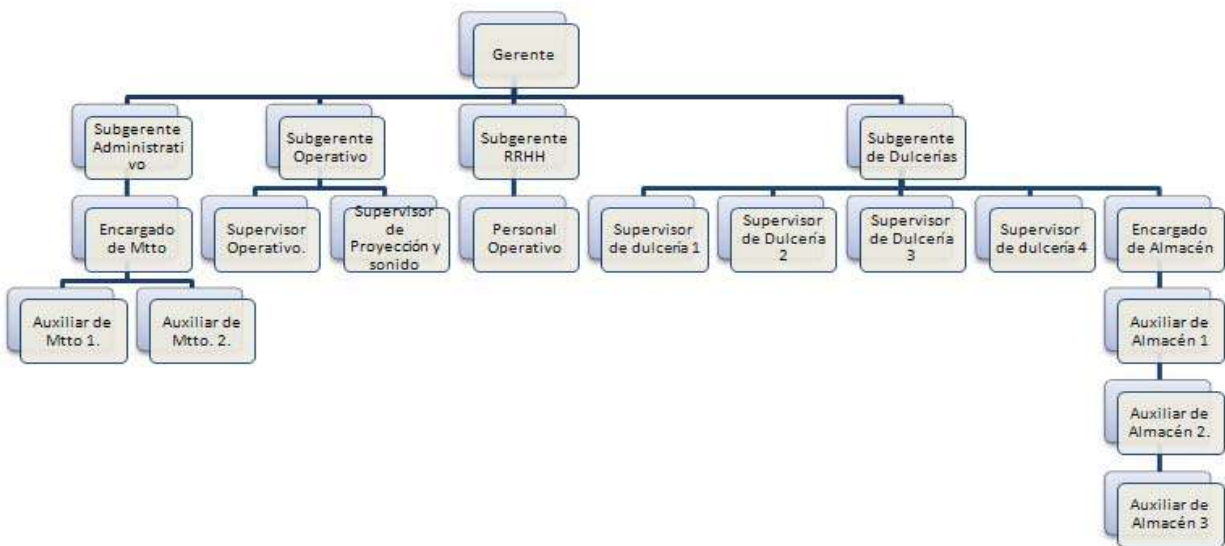 Gerente
Subgerente
Administrati
vo
Subgerente
Operativo
Subgerente
RRHH
Subgerente
de Dulcerías
Encargado
de Mtto
Supervisor
Operativo.
Supervisor
de
Proyección y
sonido
Personal
Operativo
Supervisor
de dulcería 1
Supervisor
de Dulcería
2
Supervisor
de Dulcería
3
Supervisor
de dulcería 4
Encargado
de Almacén
Auxiliar de
Mtto 1.
Auxiliar de
Mtto. 2.
Auxiliar de
Almacén 1
Auxiliar de
Almacén 2.
Auxiliar de
Almacén 3